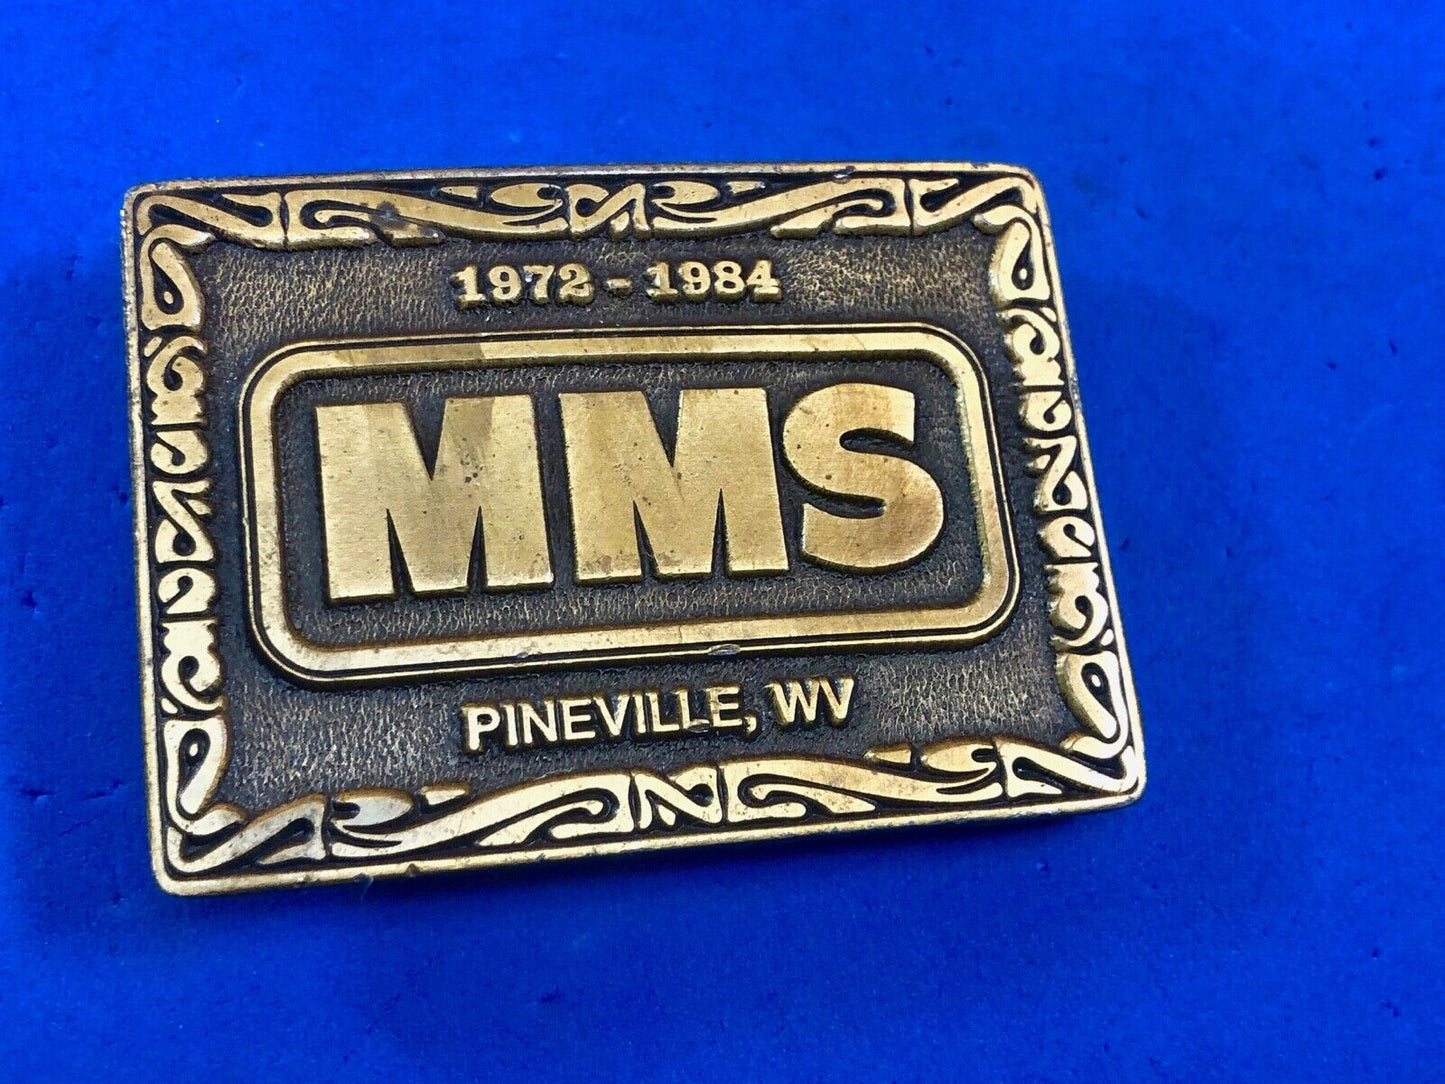 1972 - 1984
MMS
PINEVILLE, WV